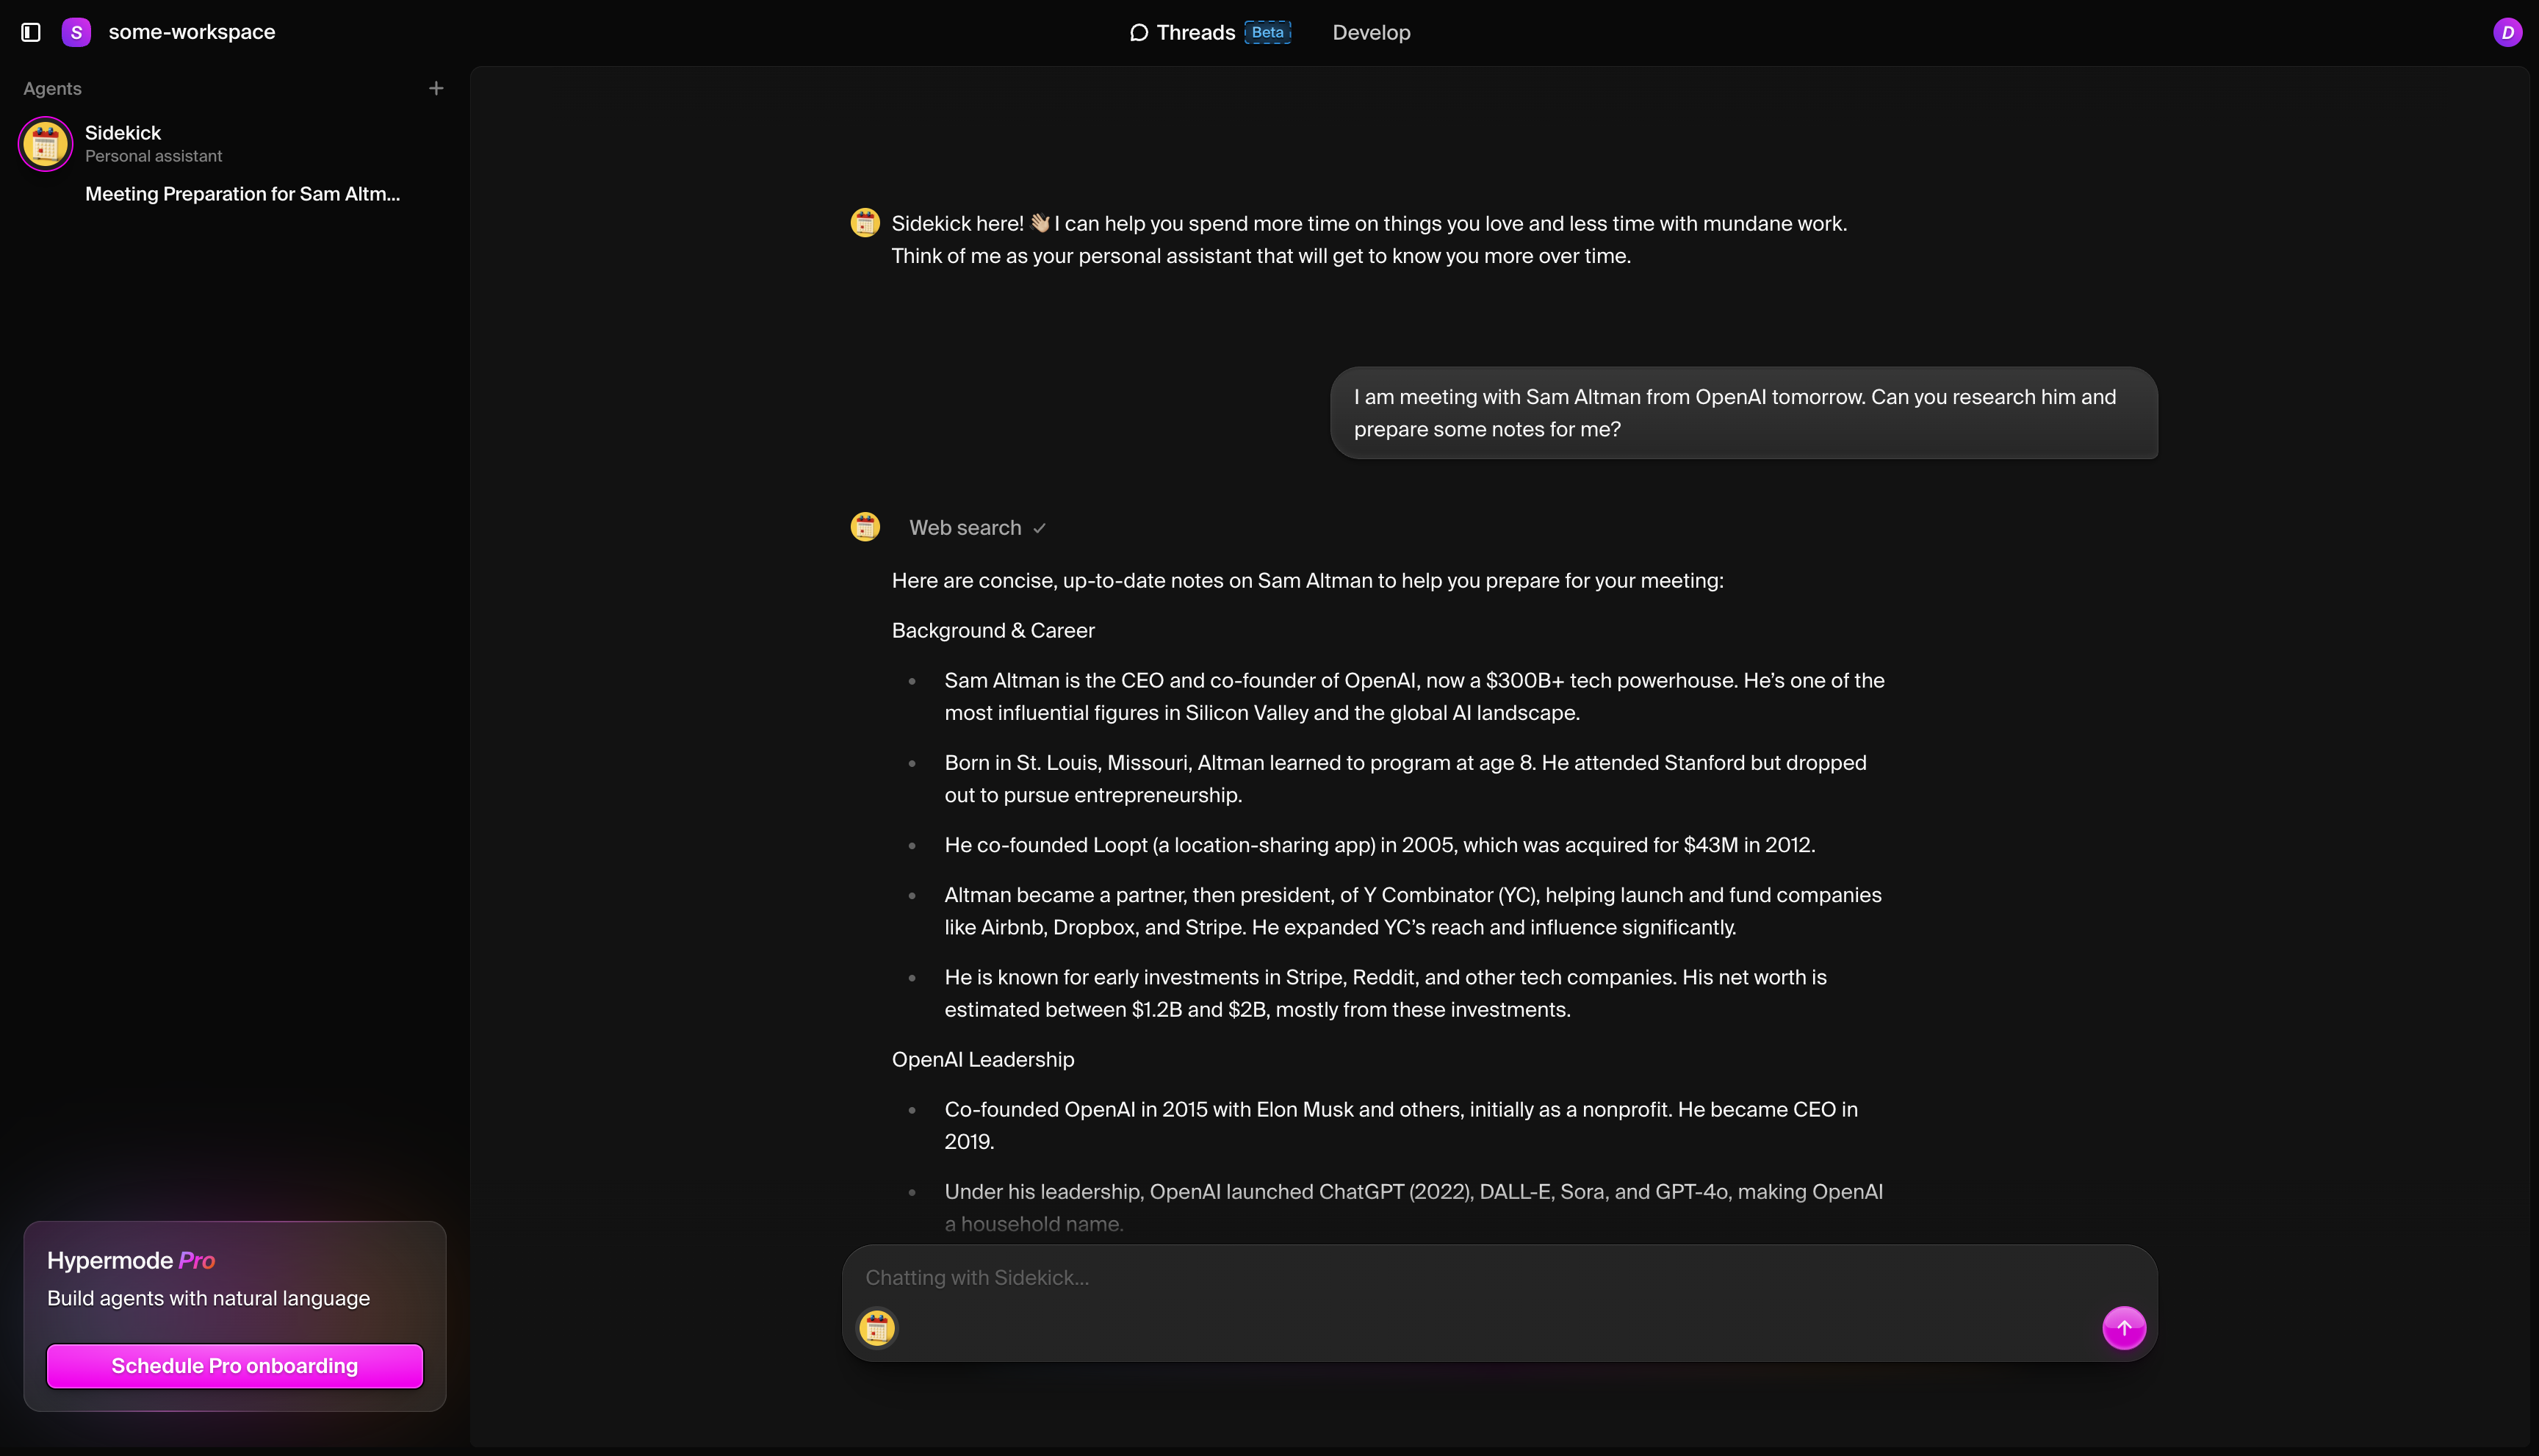 S some-workspace
Threads Beta Develop
D
Agents
Sidekick
Personal assistant
Meeting Preparation for Sam Altm...
Sidekick here! 👋🏼 I can help you spend more time on things you love and less time with mundane work.
Think of me as your personal assistant that will get to know you more over time.
I am meeting with Sam Altman from OpenAI tomorrow. Can you research him and
prepare some notes for me?
Web search
Here are concise, up-to-date notes on Sam Altman to help you prepare for your meeting:
Background & Career
• Sam Altman is the CEO and co-founder of OpenAI, now a $300B+ tech powerhouse. He’s one of the
most influential figures in Silicon Valley and the global AI landscape.
• Born in St. Louis, Missouri, Altman learned to program at age 8. He attended Stanford but dropped
out to pursue entrepreneurship.
• He co-founded Loopt (a location-sharing app) in 2005, which was acquired for $43M in 2012.
• Altman became a partner, then president, of Y Combinator (YC), helping launch and fund companies
like Airbnb, Dropbox, and Stripe. He expanded YC’s reach and influence significantly.
• He is known for early investments in Stripe, Reddit, and other tech companies. His net worth is
estimated between $1.2B and $2B, mostly from these investments.
OpenAI Leadership
• Co-founded OpenAI in 2015 with Elon Musk and others, initially as a nonprofit. He became CEO in
2019.
• Under his leadership, OpenAI launched ChatGPT (2022), DALL-E, Sora, and GPT-4o, making OpenAI
a household name.
Chatting with Sidekick...
Hypermode Pro
Build agents with natural language
Schedule Pro onboarding